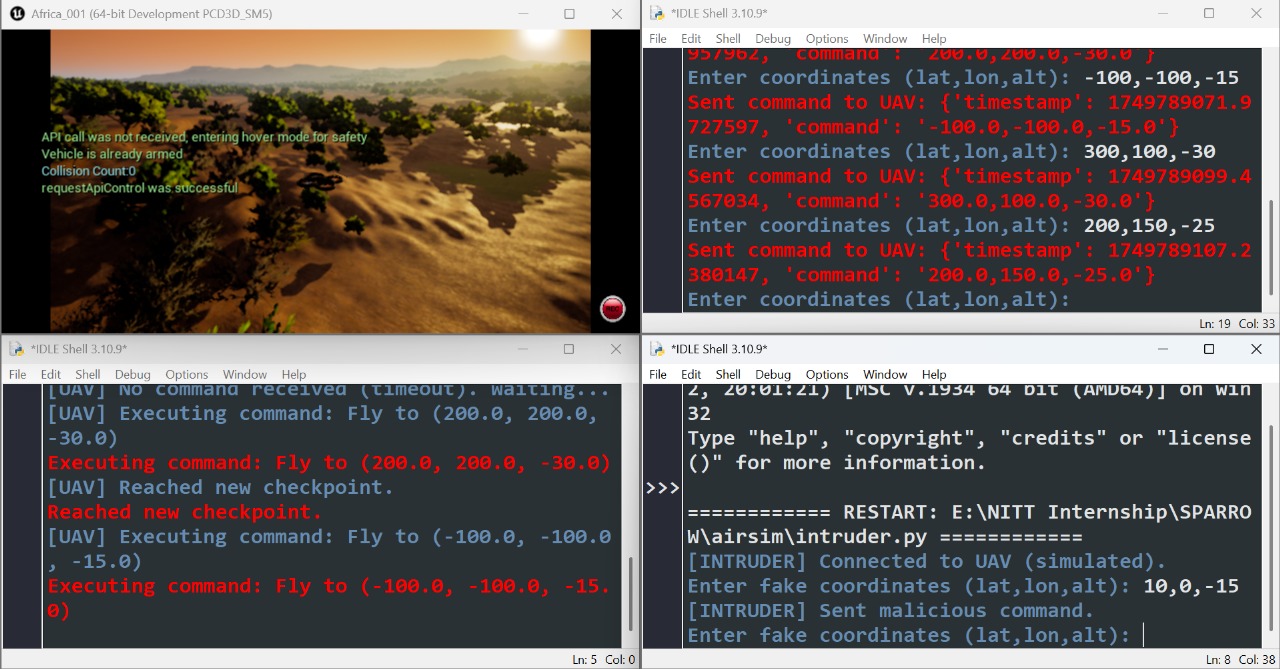 Africa_001 (64-bit Development PCD3D_SM5)
API call was not received, entering hover mode for safety
Vehicle is already armed
Collision Count:0
requestApiControl was successful
*IDLE Shell 3.10.9*
File Edit Shell Debug Options Window Help
957962, 'command': '200.0,200.0,-30.0'}
Enter coordinates (lat,lon,alt): -100,-100,-15
Sent command to UAV: {'timestamp': 1749789071.9
727597, 'command': '-100.0,-100.0,-15.0'}
Enter coordinates (lat,lon,alt): 300,100,-30
Sent command to UAV: {'timestamp': 1749789099.4
567034, 'command': '300.0,100.0,-30.0'}
Enter coordinates (lat,lon,alt): 200,150,-25
Sent command to UAV: {'timestamp': 1749789107.2
380147, 'command': '200.0,150.0,-25.0'}
Enter coordinates (lat,lon,alt):
Ln: 19 Col: 33
*IDLE Shell 3.10.9*
File Edit Shell Debug Options Window Help
[UAV] No command received (timeout). Waiting...
[UAV] Executing command: Fly to (200.0, 200.0,
-30.0)
Executing command: Fly to (200.0, 200.0, -30.0)
[UAV] Reached new checkpoint.
Reached new checkpoint.
[UAV] Executing command: Fly to (-100.0, -100.0
, -15.0)
Executing command: Fly to (-100.0, -100.0, -15.
0)
Ln: 5 Col: 0
*IDLE Shell 3.10.9*
File Edit Shell Debug Options Window Help
2, 20:01:21) [MSC v.1934 64 bit (AMD64)] on win
32
Type "help", "copyright", "credits" or "license
()" for more information.
>>>
============ RESTART: E:\NITT Internship\SPARRO
W\airsim\intruder.py ============
[INTRUDER] Connected to UAV (simulated).
Enter fake coordinates (lat,lon,alt): 10,0,-15
[INTRUDER] Sent malicious command.
Enter fake coordinates (lat,lon,alt):
Ln: 8 Col: 38